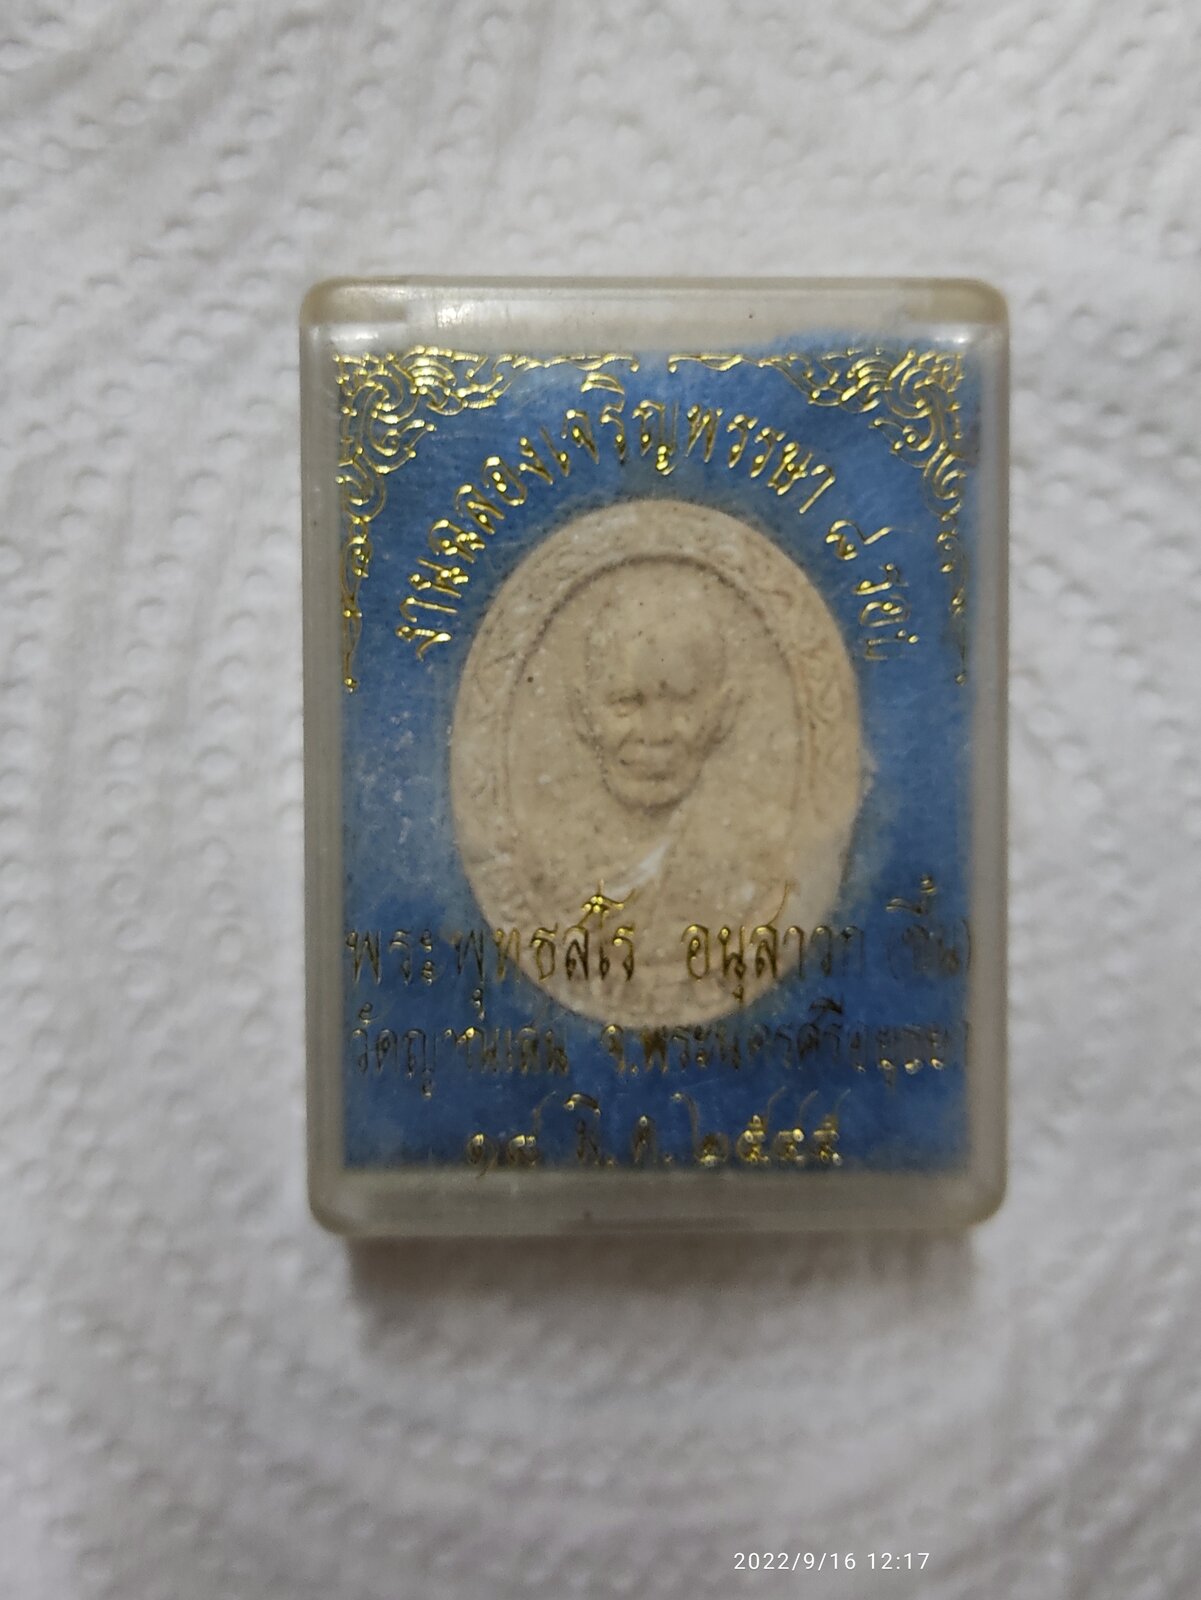 งานฉลองเจริญพรรษา ๘ รอบ
พระพุทธสโร อนุสาวก (ชื้น)
วัดญาณเสน จ.พระนครศรีอยุธยา
๑๘ มี.ค. ๒๕๔๕
2022/9/16 12:17